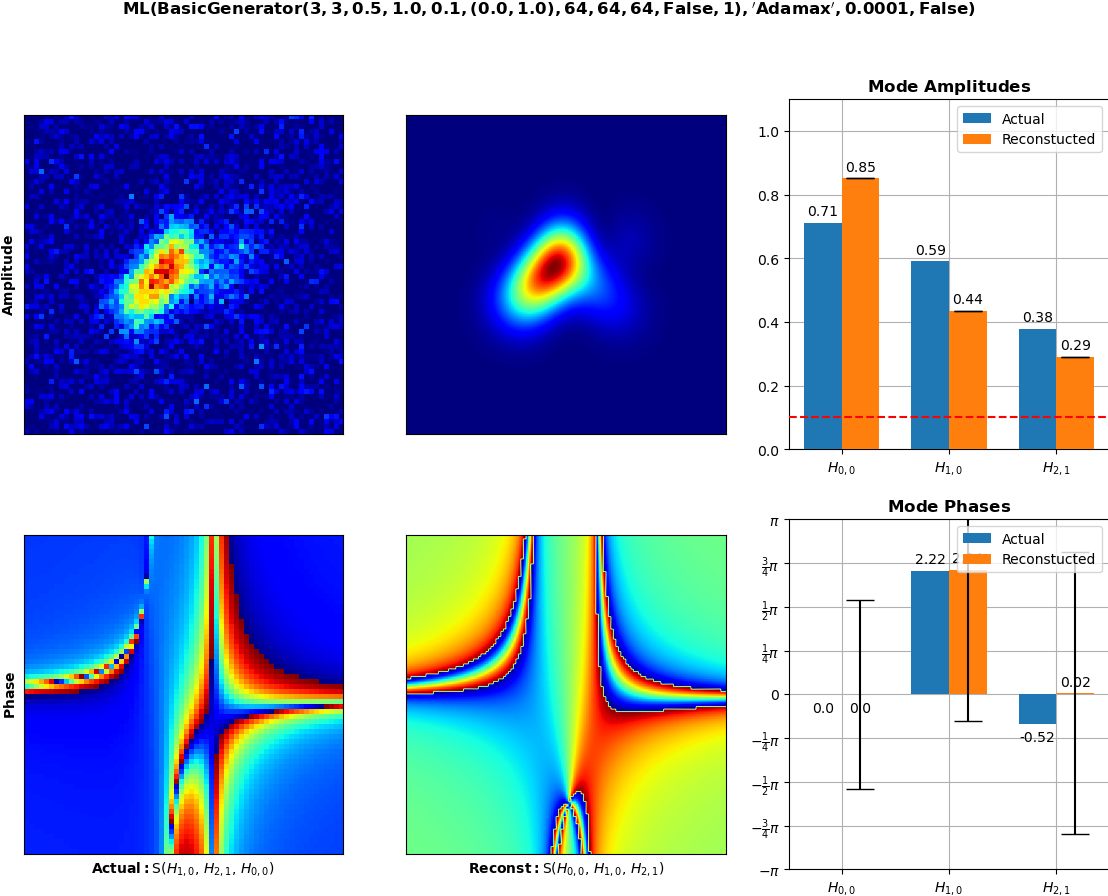 ML(BasicGenerator(3, 3, 0.5, 1.0, 0.1, (0.0, 1.0), 64, 64, 64, False, 1), ′Adamax′, 0.0001, False)
Amplitude
Mode Amplitudes
Actual
Reconstucted
1.0
0.8
0.6
0.4
0.2
0.0
0.71
0.85
0.59
0.44
0.38
0.29
H0,0
H1,0
H2,1
Phase
Actual: S(H1,0, H2,1, H0,0)
Reconst: S(H0,0, H1,0, H2,1)
Mode Phases
Actual
Reconstucted
π
3/4π
1/2π
1/4π
0
−1/4π
−1/2π
−3/4π
−π
0.0
0.0
2.22
-0.52
0.02
H0,0
H1,0
H2,1